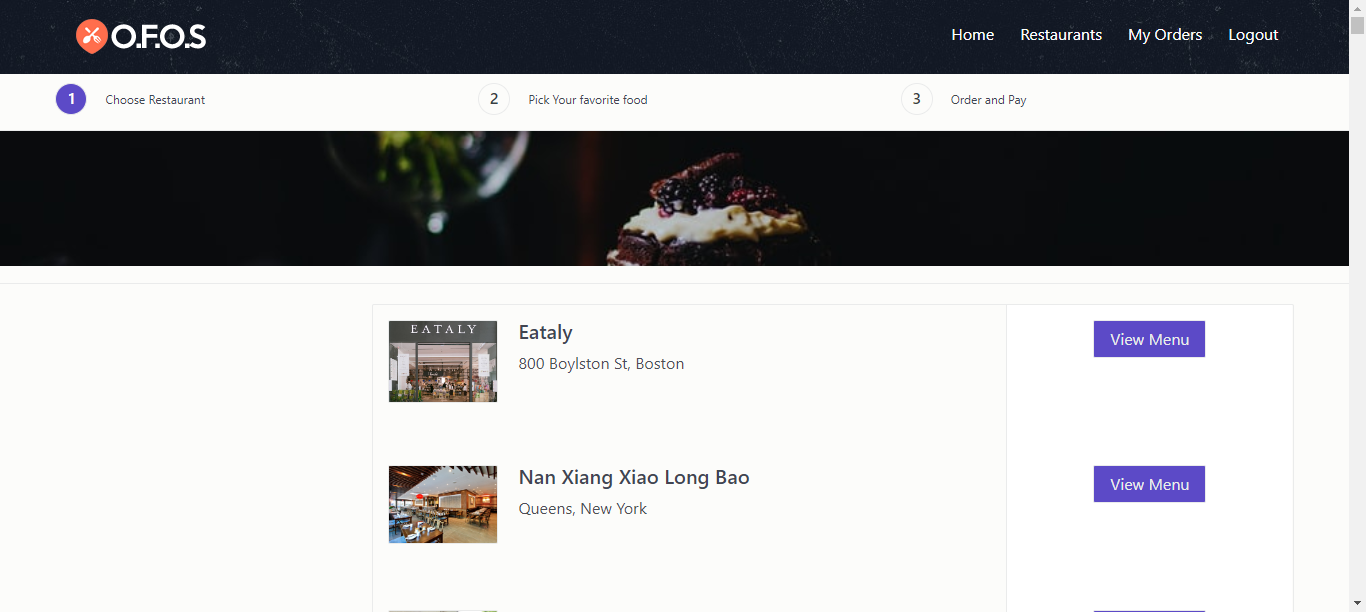 O.F.O.S
Home Restaurants My Orders Logout
1 Choose Restaurant 2 Pick Your favorite food 3 Order and Pay
EATALY
Eataly
View Menu
800 Boylston St, Boston
Nan Xiang Xiao Long Bao
View Menu
Queens, New York